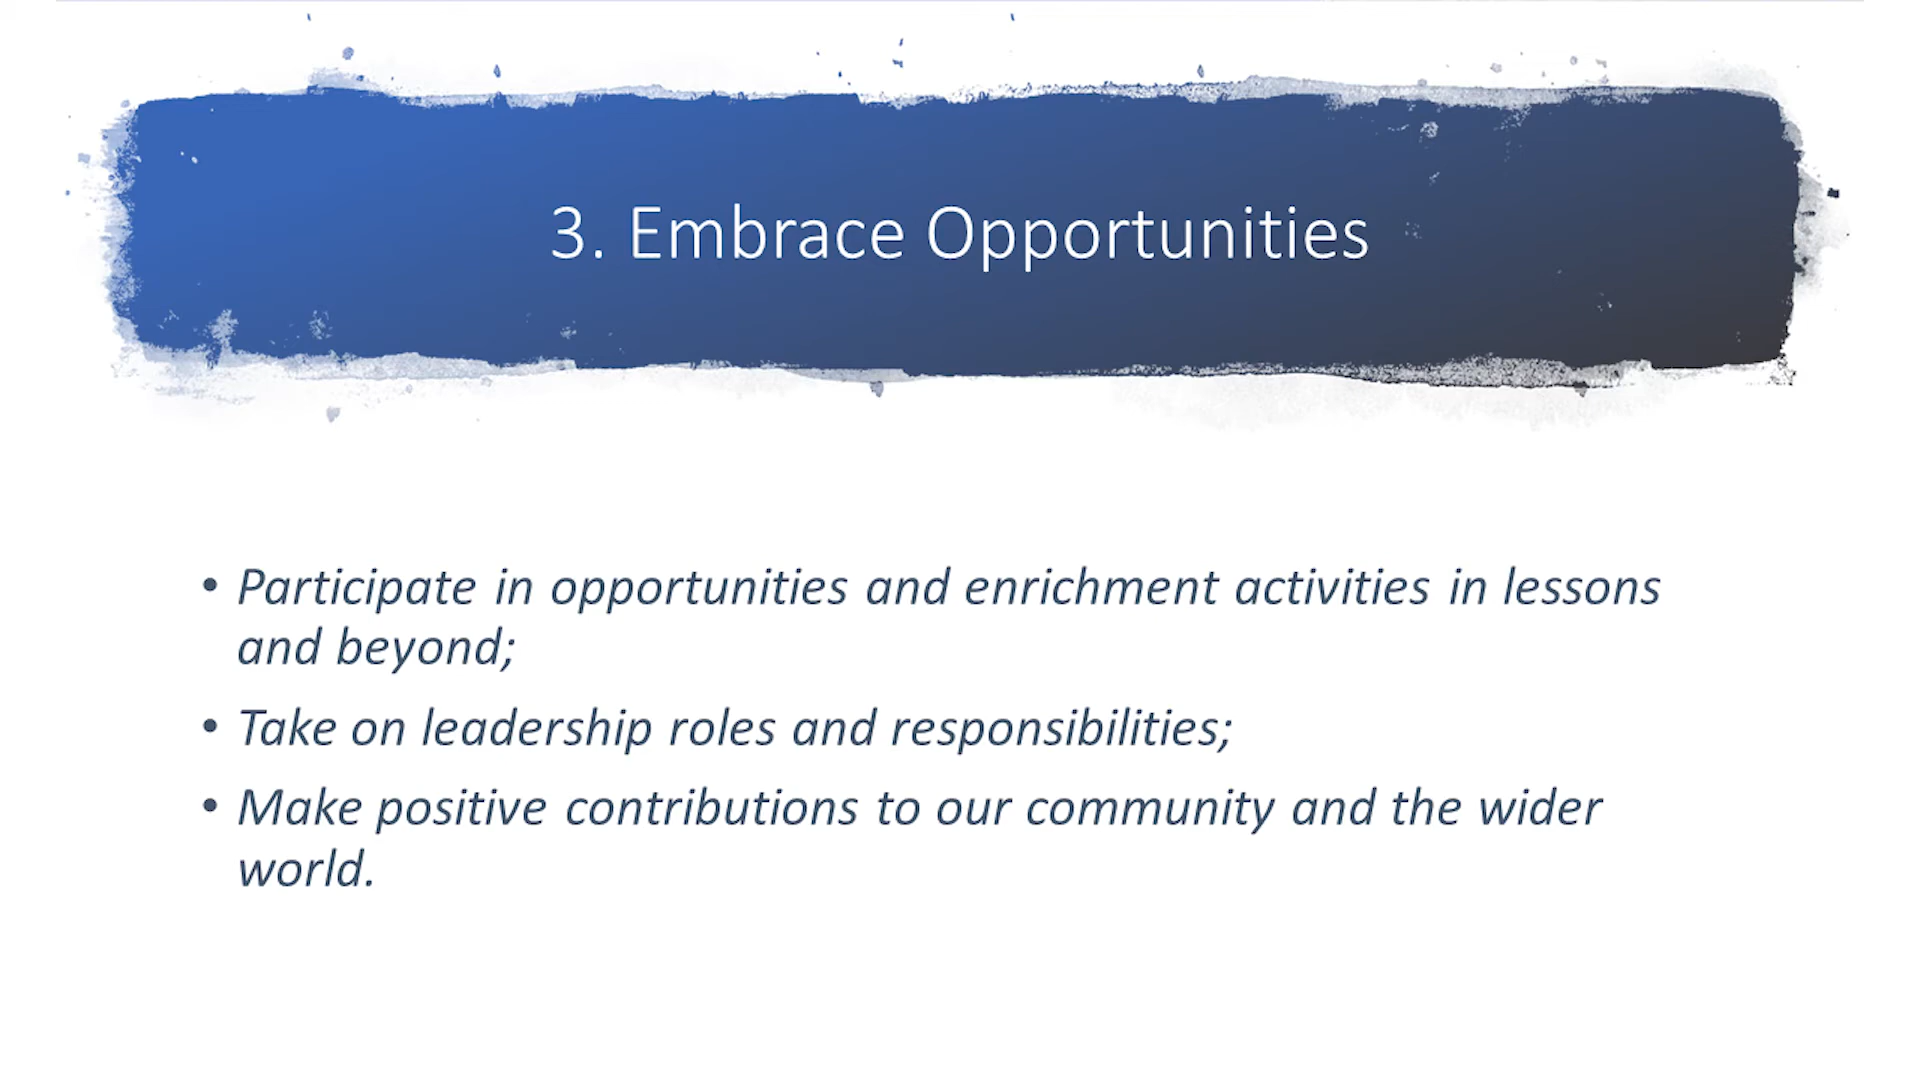 3. Embrace Opportunities
• Participate in opportunities and enrichment activities in lessons
and beyond;
• Take on leadership roles and responsibilities;
• Make positive contributions to our community and the wider
world.